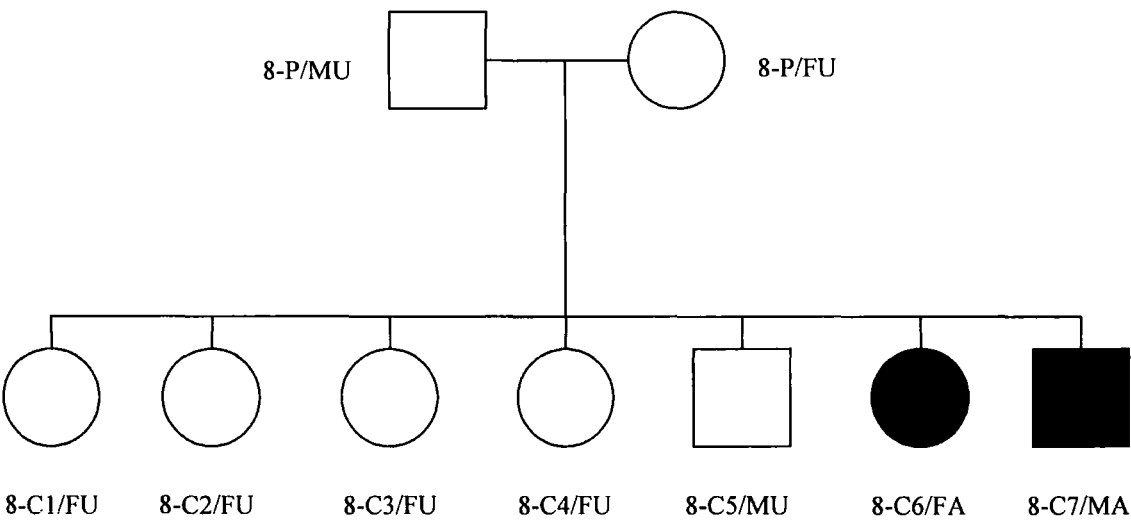 8-P/MU
8-P/FU
8-C1/FU
8-C2/FU
8-C3/FU
8-C4/FU
8-C5/MU
8-C6/FA
8-C7/MA